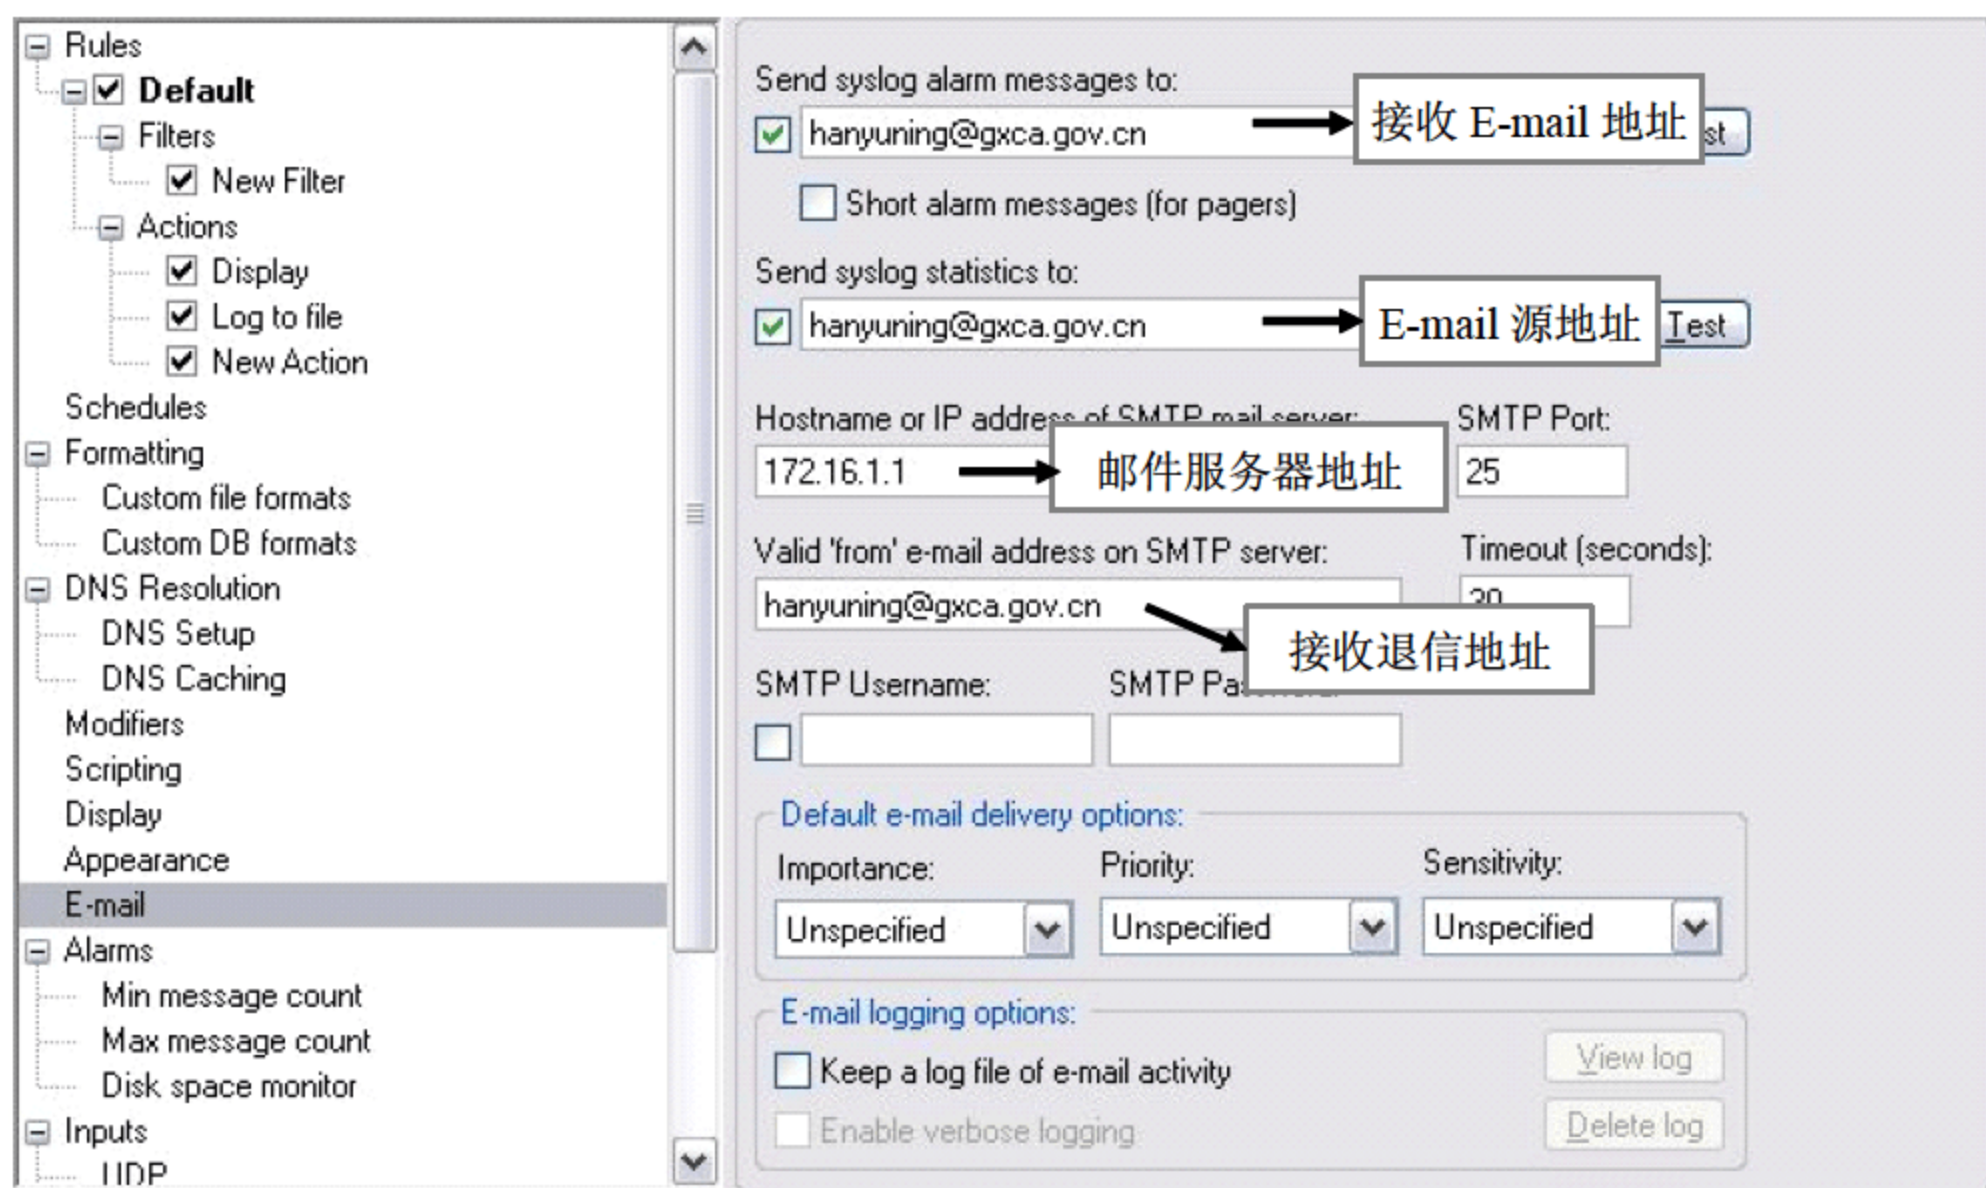 Rules
Default
Filters
New Filter
Actions
Display
Log to file
New Action
Schedules
Formatting
Custom file formats
Custom DB formats
DNS Resolution
DNS Setup
DNS Caching
Modifiers
Scripting
Display
Appearance
E-mail
Alarms
Min message count
Max message count
Disk space monitor
Inputs
UDP
Send syslog alarm messages to:
hanyuning@gxca.gov.cn
接收 E-mail 地址
st
Short alarm messages (for pagers)
Send syslog statistics to:
hanyuning@gxca.gov.cn
E-mail 源地址
Test
Hostname or IP address of SMTP mail server:
SMTP Port:
172.16.1.1
邮件服务器地址
25
Valid 'from' e-mail address on SMTP server:
Timeout (seconds):
hanyuning@gxca.gov.cn
30
接收退信地址
SMTP Username:
SMTP Password:
Default e-mail delivery options:
Importance:
Priority:
Sensitivity:
Unspecified
Unspecified
Unspecified
E-mail logging options:
Keep a log file of e-mail activity
View log
Enable verbose logging
Delete log